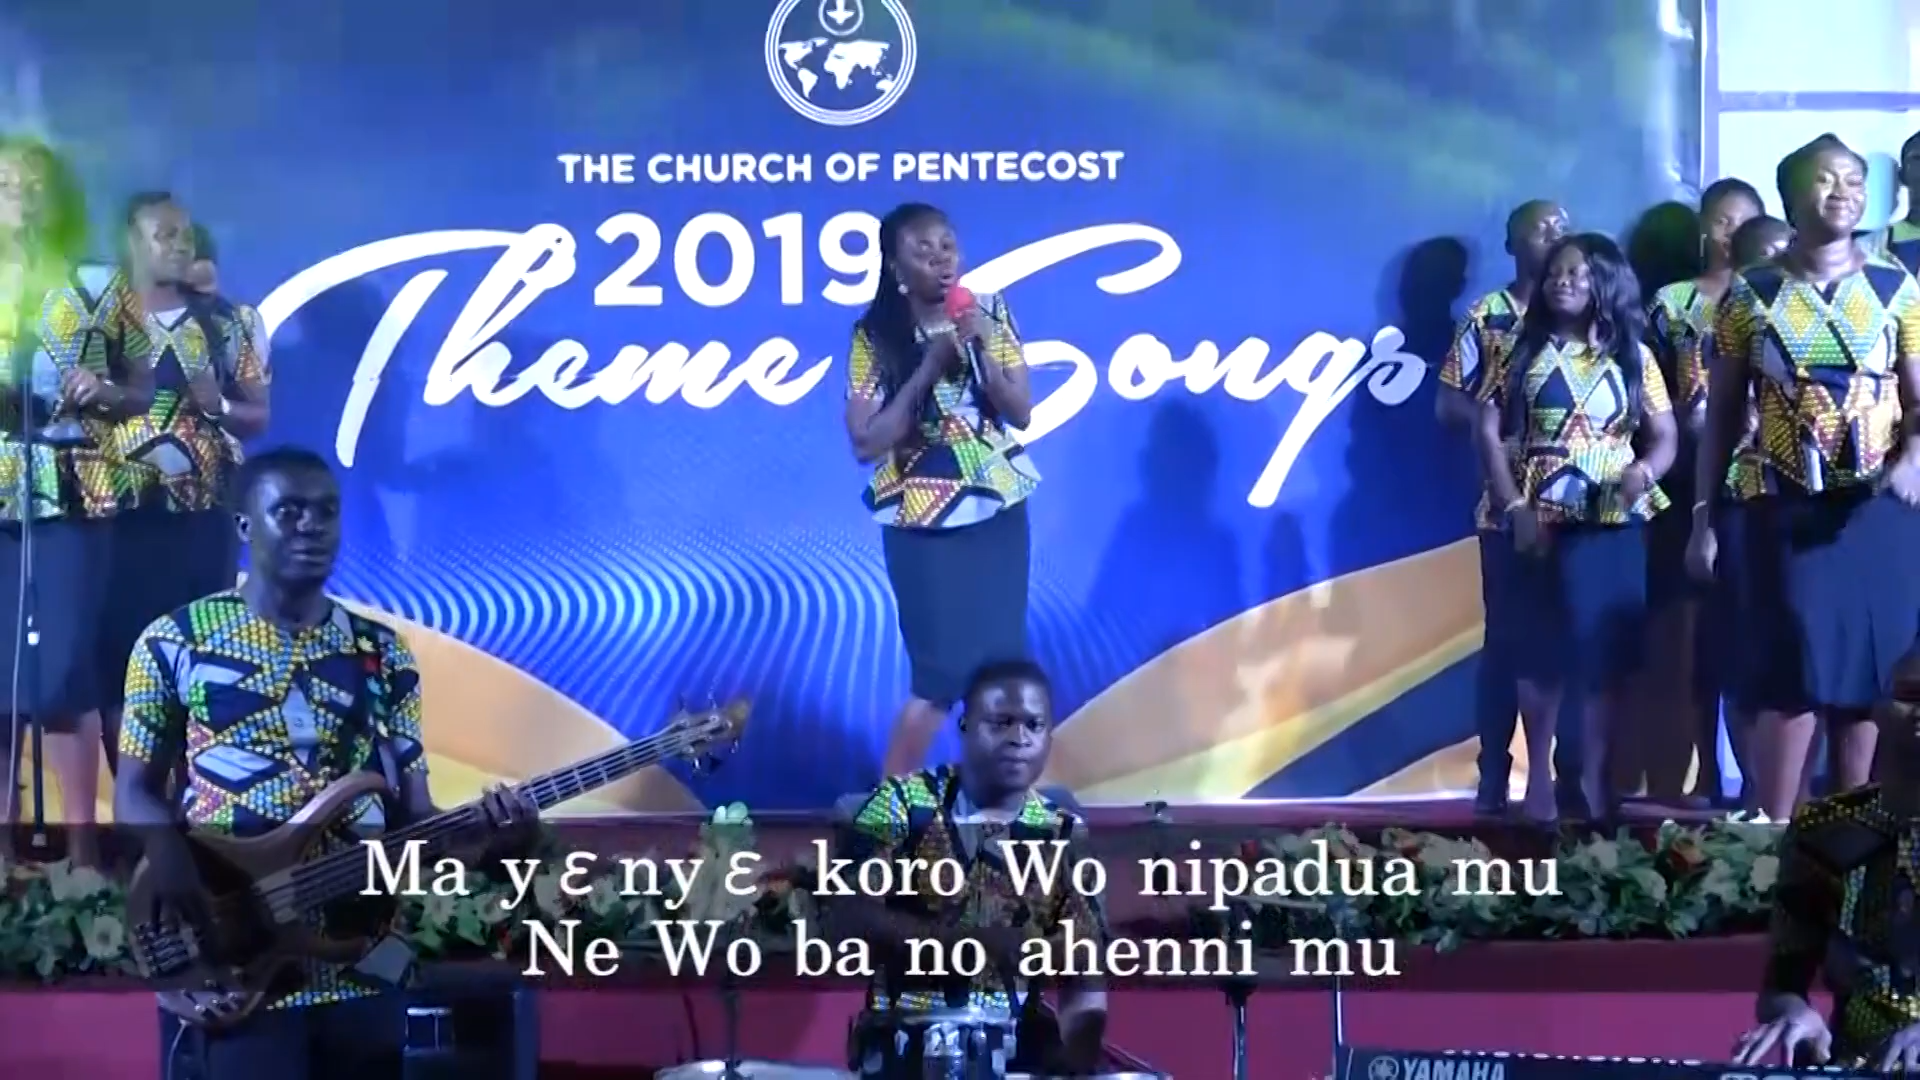 THE CHURCH OF PENTECOST
2019
Theme Songs
Ma yɛ nyɛ koro Wo nipadua mu
Ne Wo ba no ahenni mu
YAMAHA